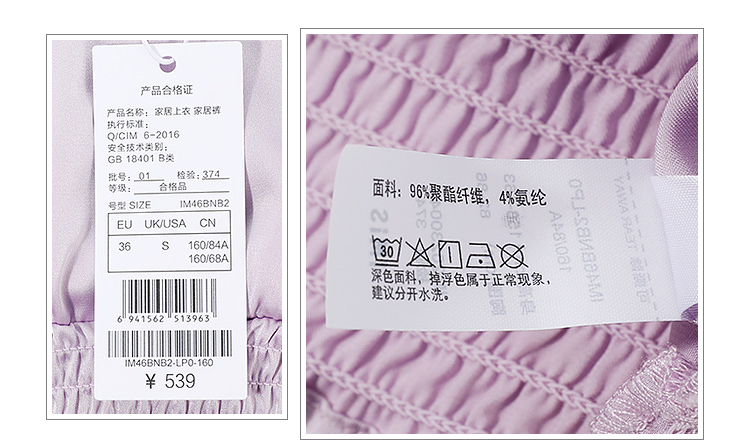 产品合格证
产品名称: 家居上衣 家居裤
执行标准:
Q/CIM 6-2016
安全技术类别:
GB 18401 B类
批号: 01 检验: 374
等级: 合格品
号型 SIZE IM46BNB2
EU UK/USA CN
36 S 160/84A
160/68A
6 941562 513963
IM46BNB2-LP0-160
¥ 539
面料: 96%聚酯纤维, 4%氨纶
30
深色面料, 掉浮色属于正常现象,
建议分开水洗。